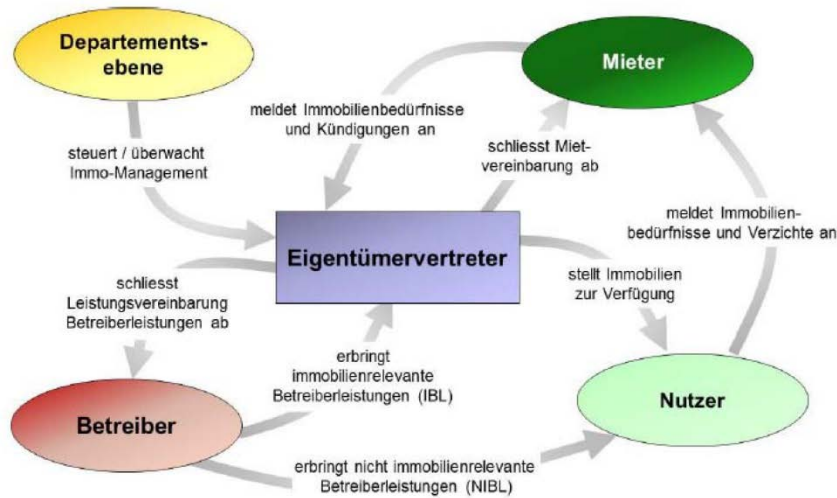 Departements-
ebene
Mieter
meldet Immobilienbedürfnisse
und Kündigungen an
steuert / überwacht
Immo-Management
schliesst Miet-
vereinbarung ab
meldet Immobilien-
bedürfnisse und Verzichte an
Eigentümervertreter
schliesst
Leistungsvereinbarung
Betreiberleistungen ab
stellt Immobilien
zur Verfügung
erbringt
immobilienrelevante
Betreiberleistungen (IBL)
Betreiber
Nutzer
erbringt nicht immobilienrelevante
Betreiberleistungen (NIBL)